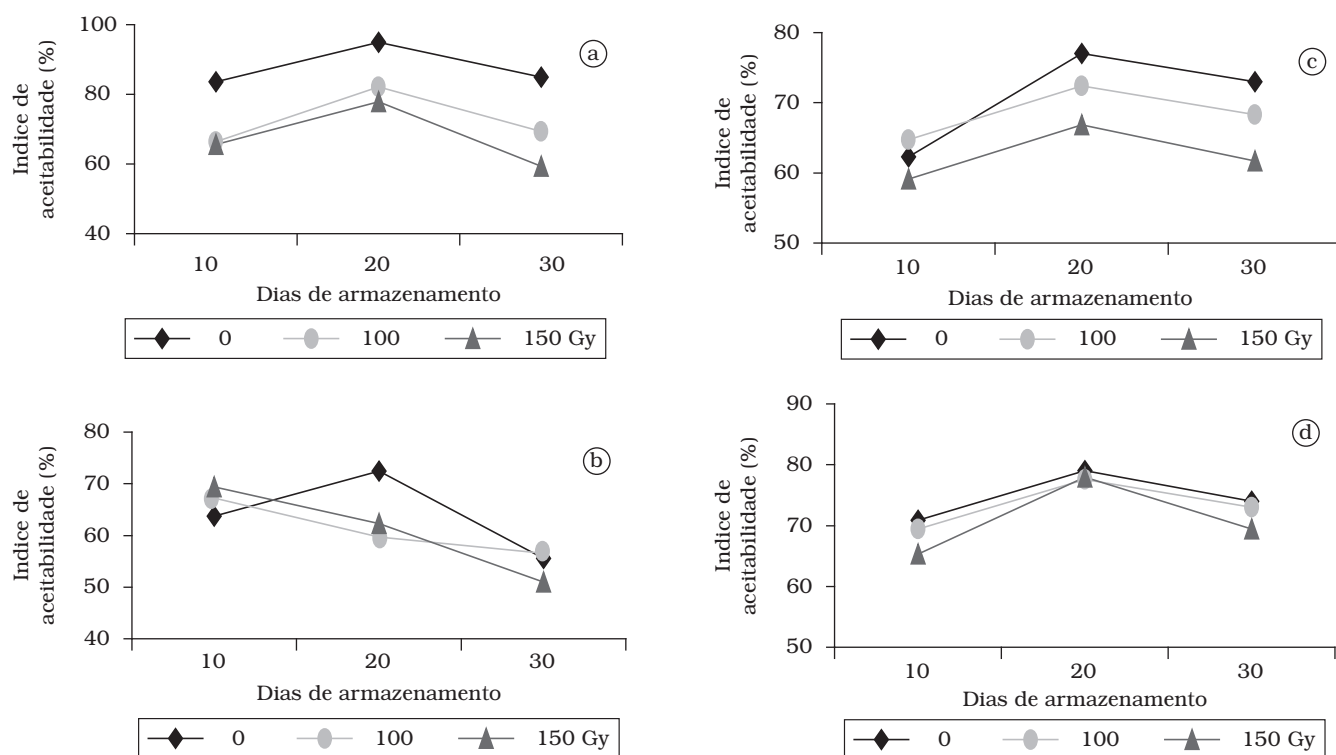 100
80
60
40
Indice de
aceitabilidade (%)
a
10 20 30
Dias de armazenamento
0 100 150 Gy
80
70
60
50
40
Indice de
aceitabilidade (%)
b
10 20 30
Dias de armazenamento
0 100 150 Gy
80
70
60
50
Indice de
aceitabilidade (%)
c
10 20 30
Dias de armazenamento
0 100 150 Gy
90
80
70
60
50
Indice de
aceitabilidade (%)
d
10 20 30
Dias de armazenamento
0 100 150 Gy